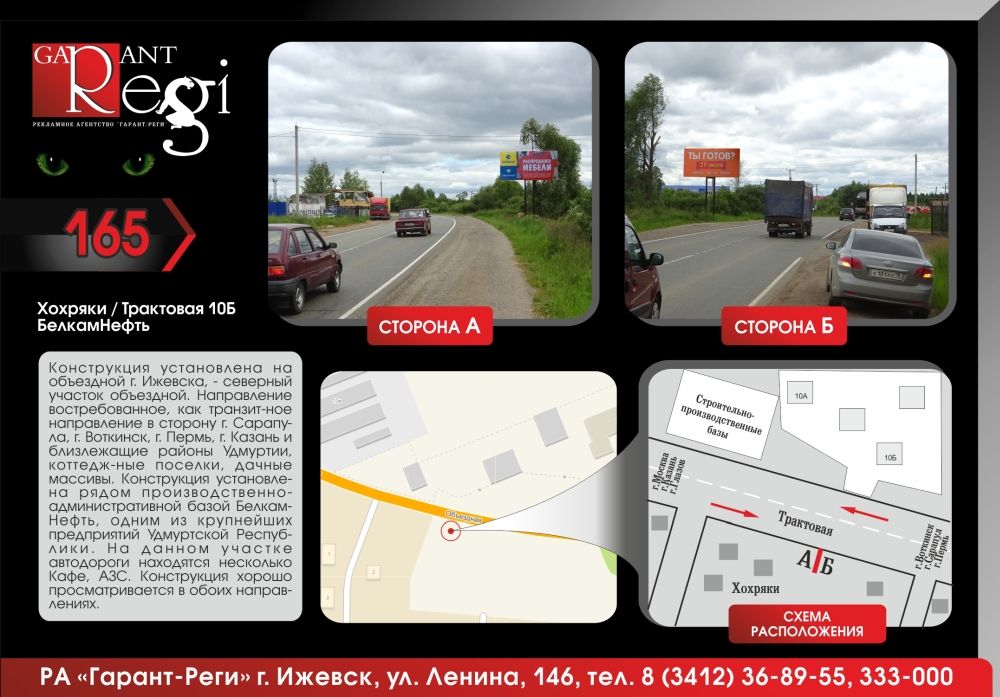 GARANT
Regi
РЕКЛАМНОЕ АГЕНТСТВО "ГАРАНТ-РЕГИ"
165
Хохряки / Трактовая 10Б
БелкамНефть
РАСПРОДАЖА
МЕБЕЛИ
СТОРОНА А
ТЫ ГОТОВ?
СТОРОНА Б
Конструкция установлена на
объездной г. Ижевска, - северный
участок объездной. Направление
востребованное, как транзит-ное
направление в сторону г. Сарапу-
ла, г. Воткинск, г. Пермь, г. Казань и
близлежащие районы Удмуртии,
коттедж-ные поселки, дачные
массивы. Конструкция установле-
на рядом производственно-
административной базой Белкам-
Нефть, одним из крупнейших
предприятий Удмуртской Респуб-
лики. На данном участке
автодороги находятся несколько
Кафе, АЗС. Конструкция хорошо
просматривается в обоих направ-
лениях.
Объездная
1
2
3
Строительно-
производственные
базы
10А
10Б
г.Москва
г.Казань
г.Глазов
Трактовая
г.Воткинск
г.Сарапул
г.Пермь
А Б
Хохряки
СХЕМА
РАСПОЛОЖЕНИЯ
РА «Гарант-Реги» г. Ижевск, ул. Ленина, 146, тел. 8 (3412) 36-89-55, 333-000